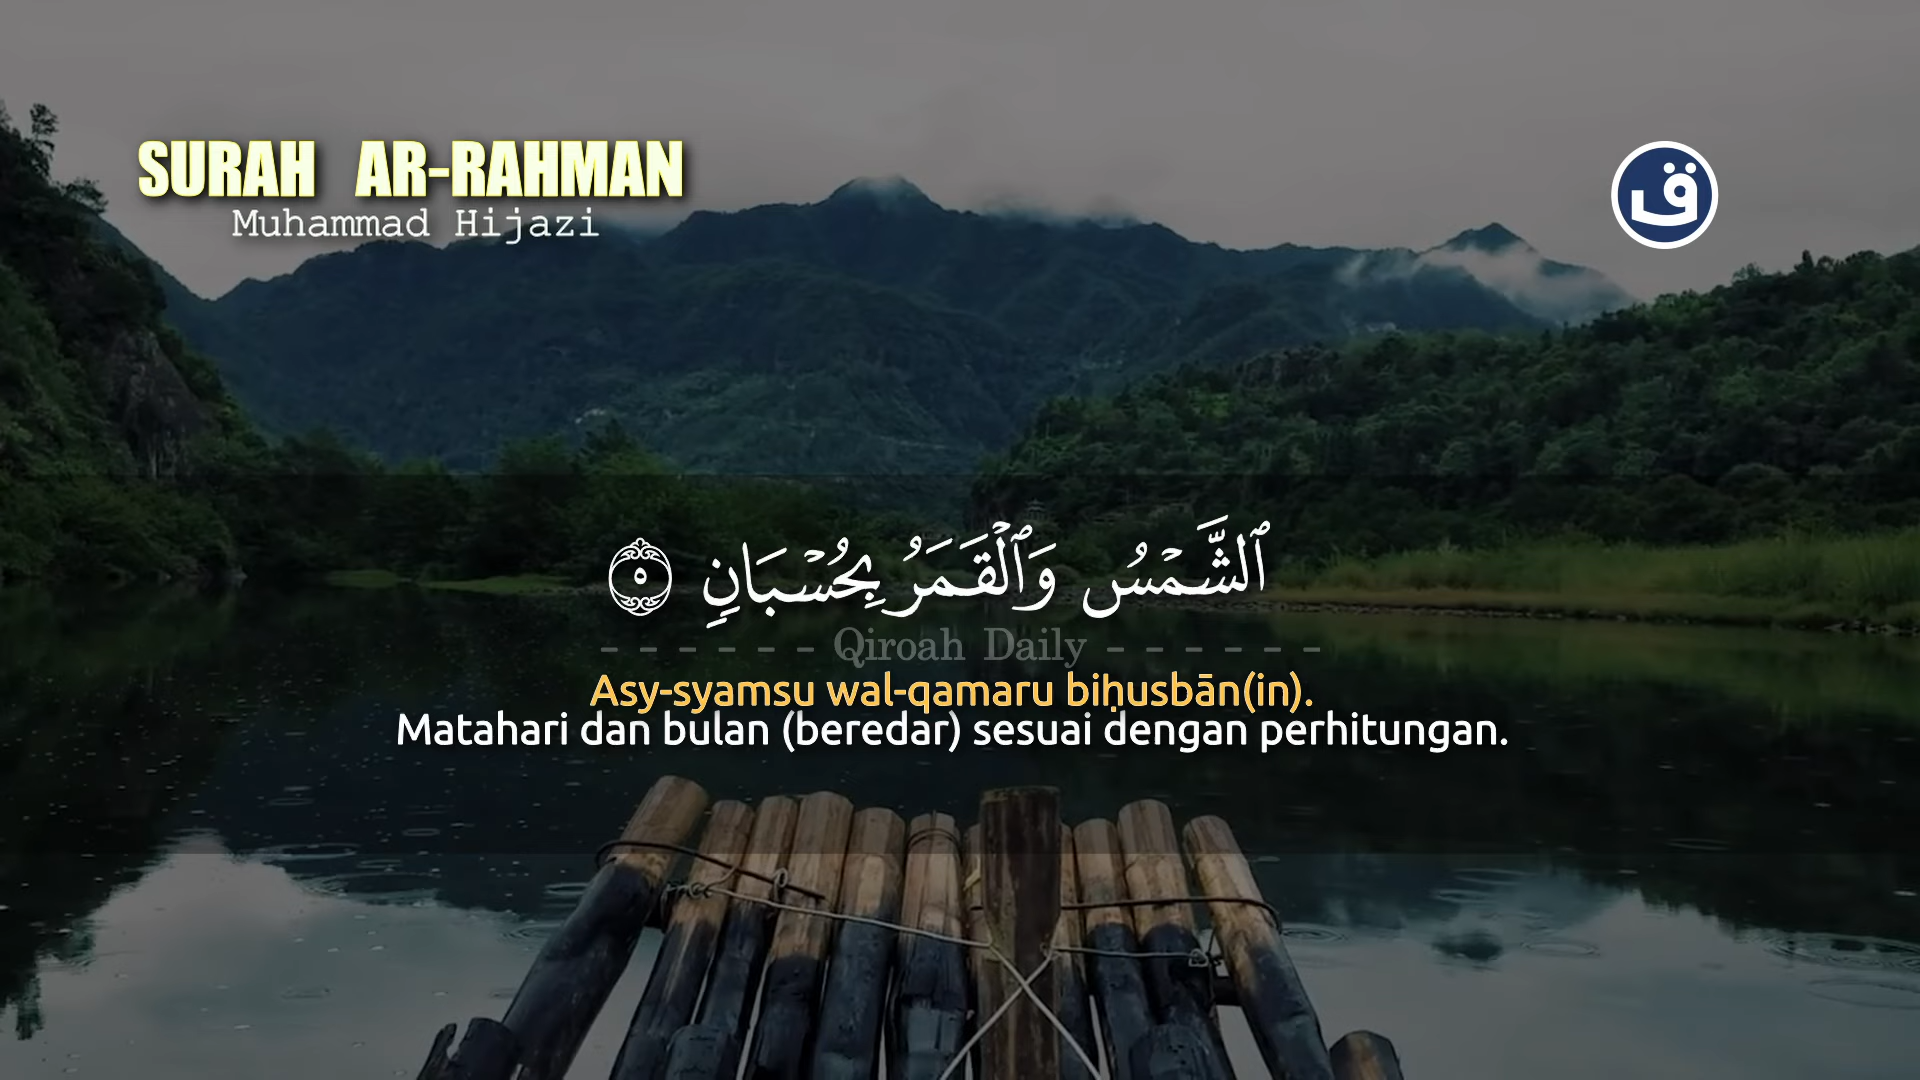 SURAH AR-RAHMAN
Muhammad Hijazi
ق
ٱلشَّمْسُ وَٱلْقَمَرُ بِحُسْبَانٍ ٥
- - - - - - Qiroah Daily - - - - - -
Asy-syamsu wal-qamaru biḥusbān(in).
Matahari dan bulan (beredar) sesuai dengan perhitungan.